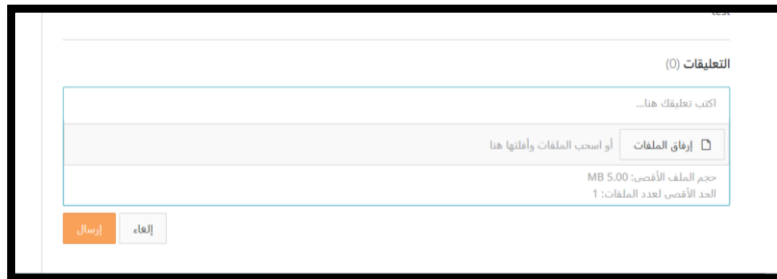 test
التعليقات (0)
اكتب تعليقك هنا...
إرفاق الملفات أو اسحب الملفات وأفلتها هنا
حجم الملف الأقصى: 5.00 MB
الحد الأقصى لعدد الملفات: 1
إلغاء إرسال